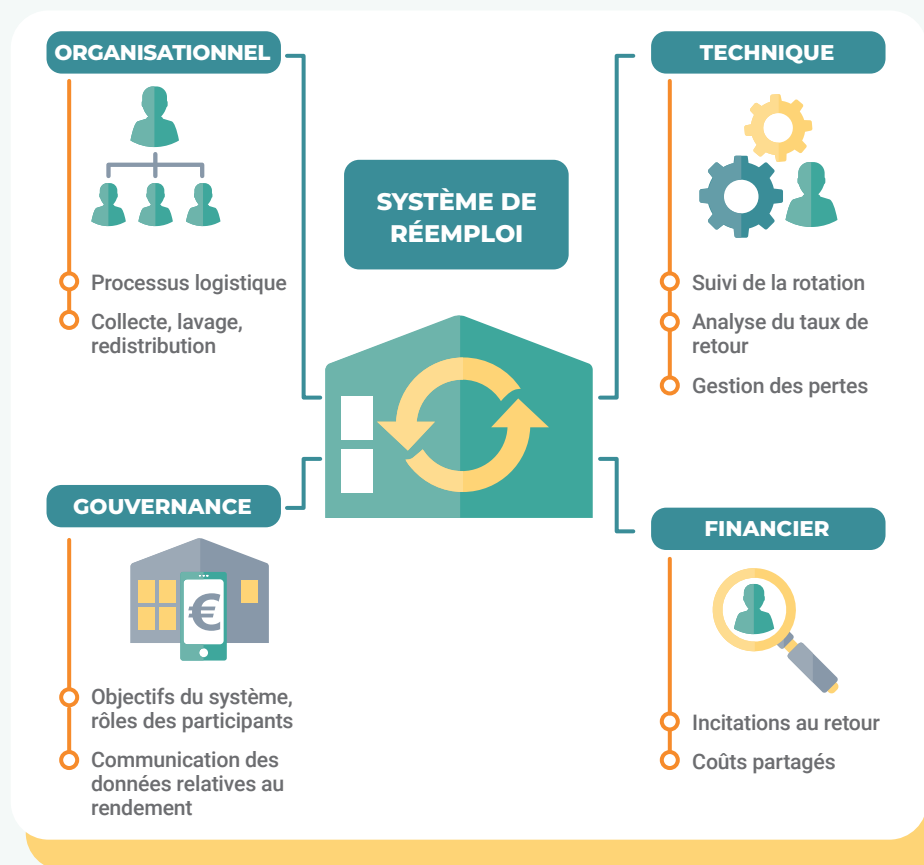 ORGANISATIONNEL
Processus logistique
Collecte, lavage,
redistribution
TECHNIQUE
Suivi de la rotation
Analyse du taux de
retour
Gestion des pertes
SYSTÈME DE
RÉEMPLOI
GOUVERNANCE
€
Objectifs du système,
rôles des participants
Communication des
données relatives au
rendement
FINANCIER
Incitations au retour
Coûts partagés